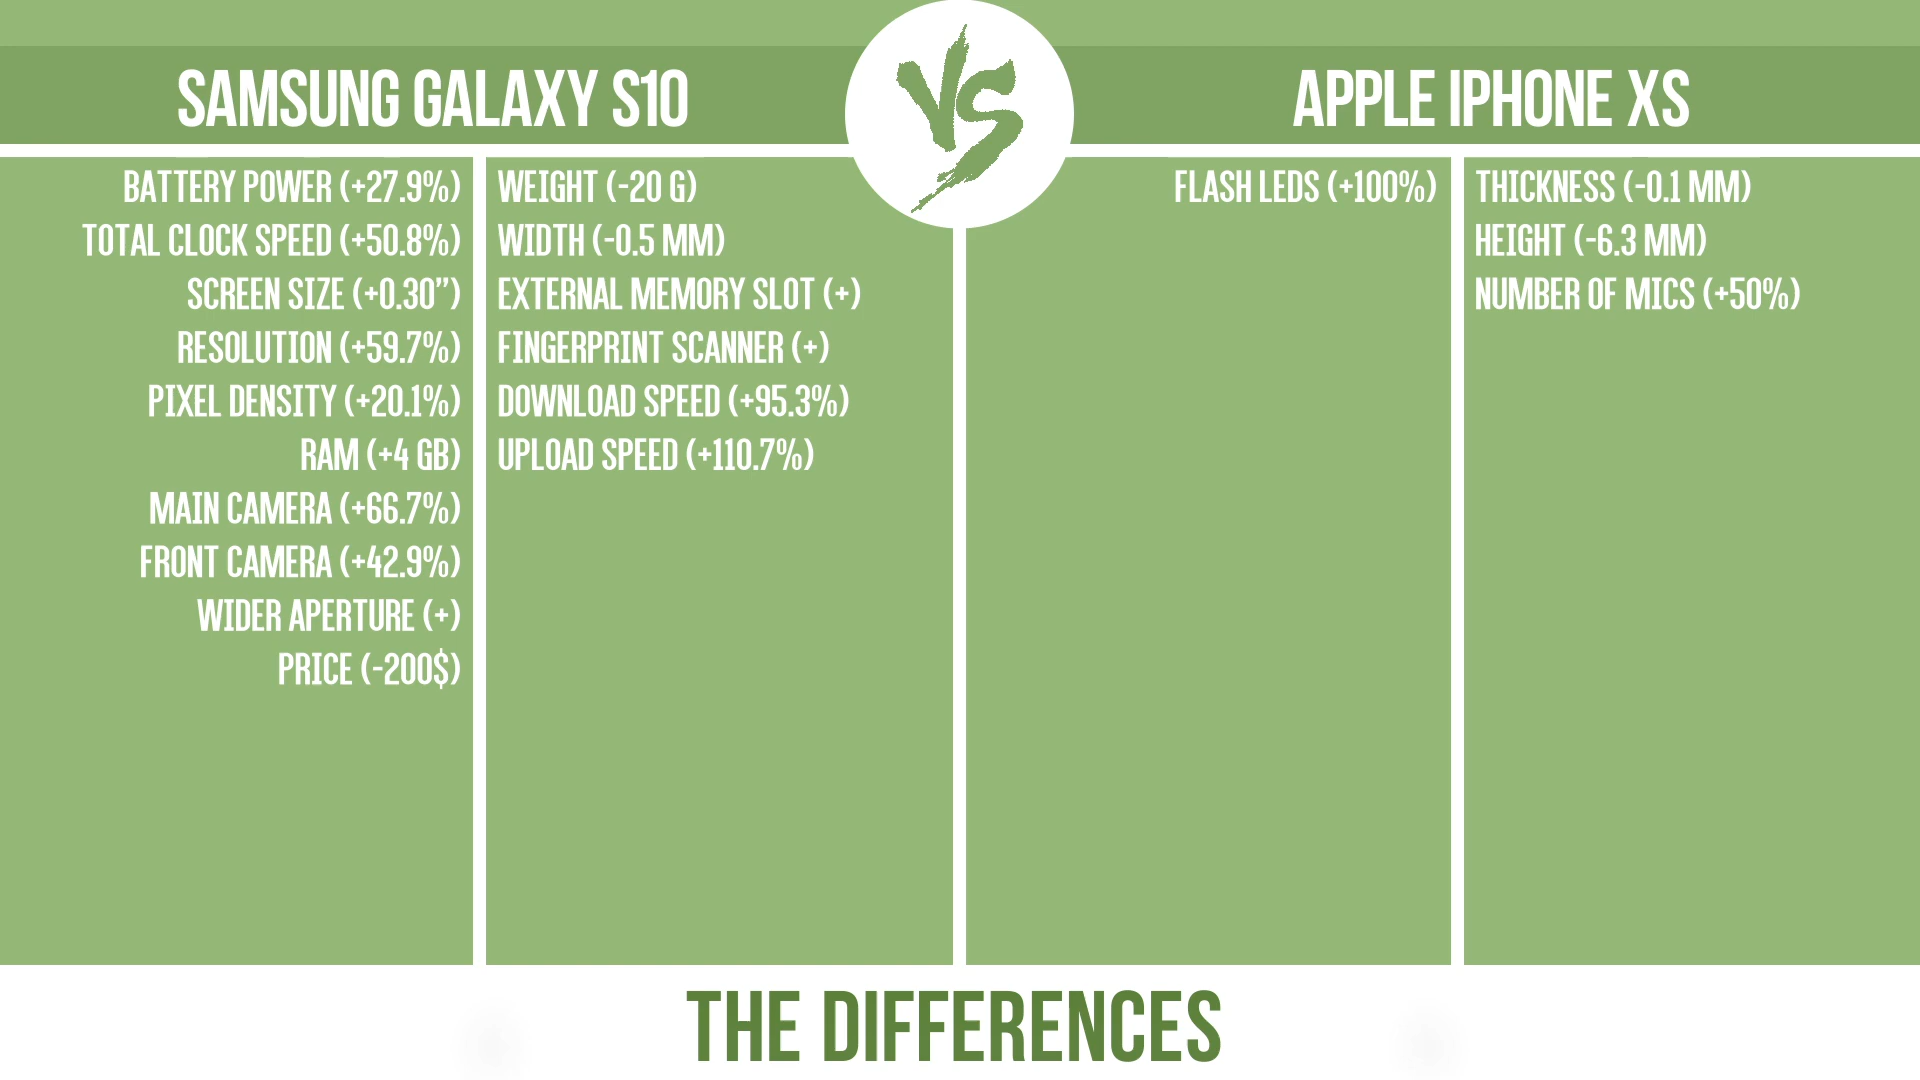 SAMSUNG GALAXY S10
VS
APPLE IPHONE XS
BATTERY POWER (+27.9%)
TOTAL CLOCK SPEED (+50.8%)
SCREEN SIZE (+0.30”)
RESOLUTION (+59.7%)
PIXEL DENSITY (+20.1%)
RAM (+4 GB)
MAIN CAMERA (+66.7%)
FRONT CAMERA (+42.9%)
WIDER APERTURE (+)
PRICE (-200$)
WEIGHT (-20 G)
WIDTH (-0.5 MM)
EXTERNAL MEMORY SLOT (+)
FINGERPRINT SCANNER (+)
DOWNLOAD SPEED (+95.3%)
UPLOAD SPEED (+110.7%)
FLASH LEDS (+100%)
THICKNESS (-0.1 MM)
HEIGHT (-6.3 MM)
NUMBER OF MICS (+50%)
THE DIFFERENCES